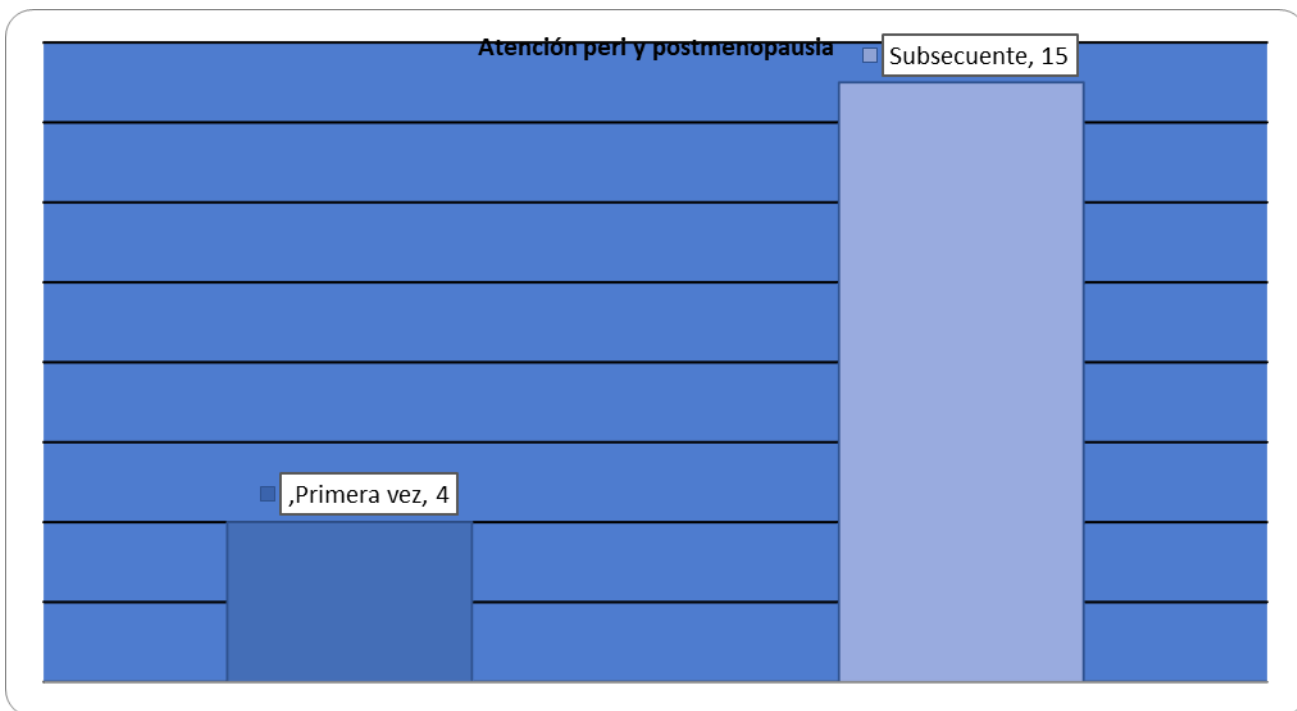 Atención peri y postmenopausia
Subsecuente, 15
,Primera vez, 4